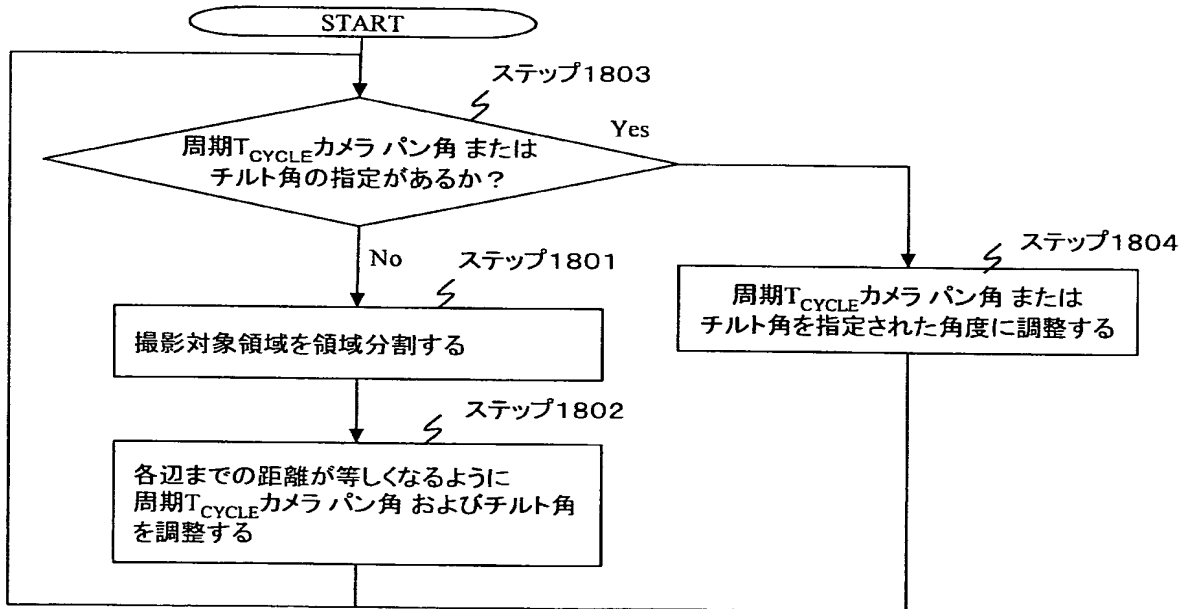 START
ステップ1803
周期TCYCLEカメラ パン角 または
チルト角の指定があるか？
Yes
No
ステップ1801
撮影対象領域を領域分割する
ステップ1802
各辺までの距離が等しくなるように
周期TCYCLEカメラ パン角 およびチルト角
を調整する
ステップ1804
周期TCYCLEカメラ パン角 または
チルト角を指定された角度に調整する